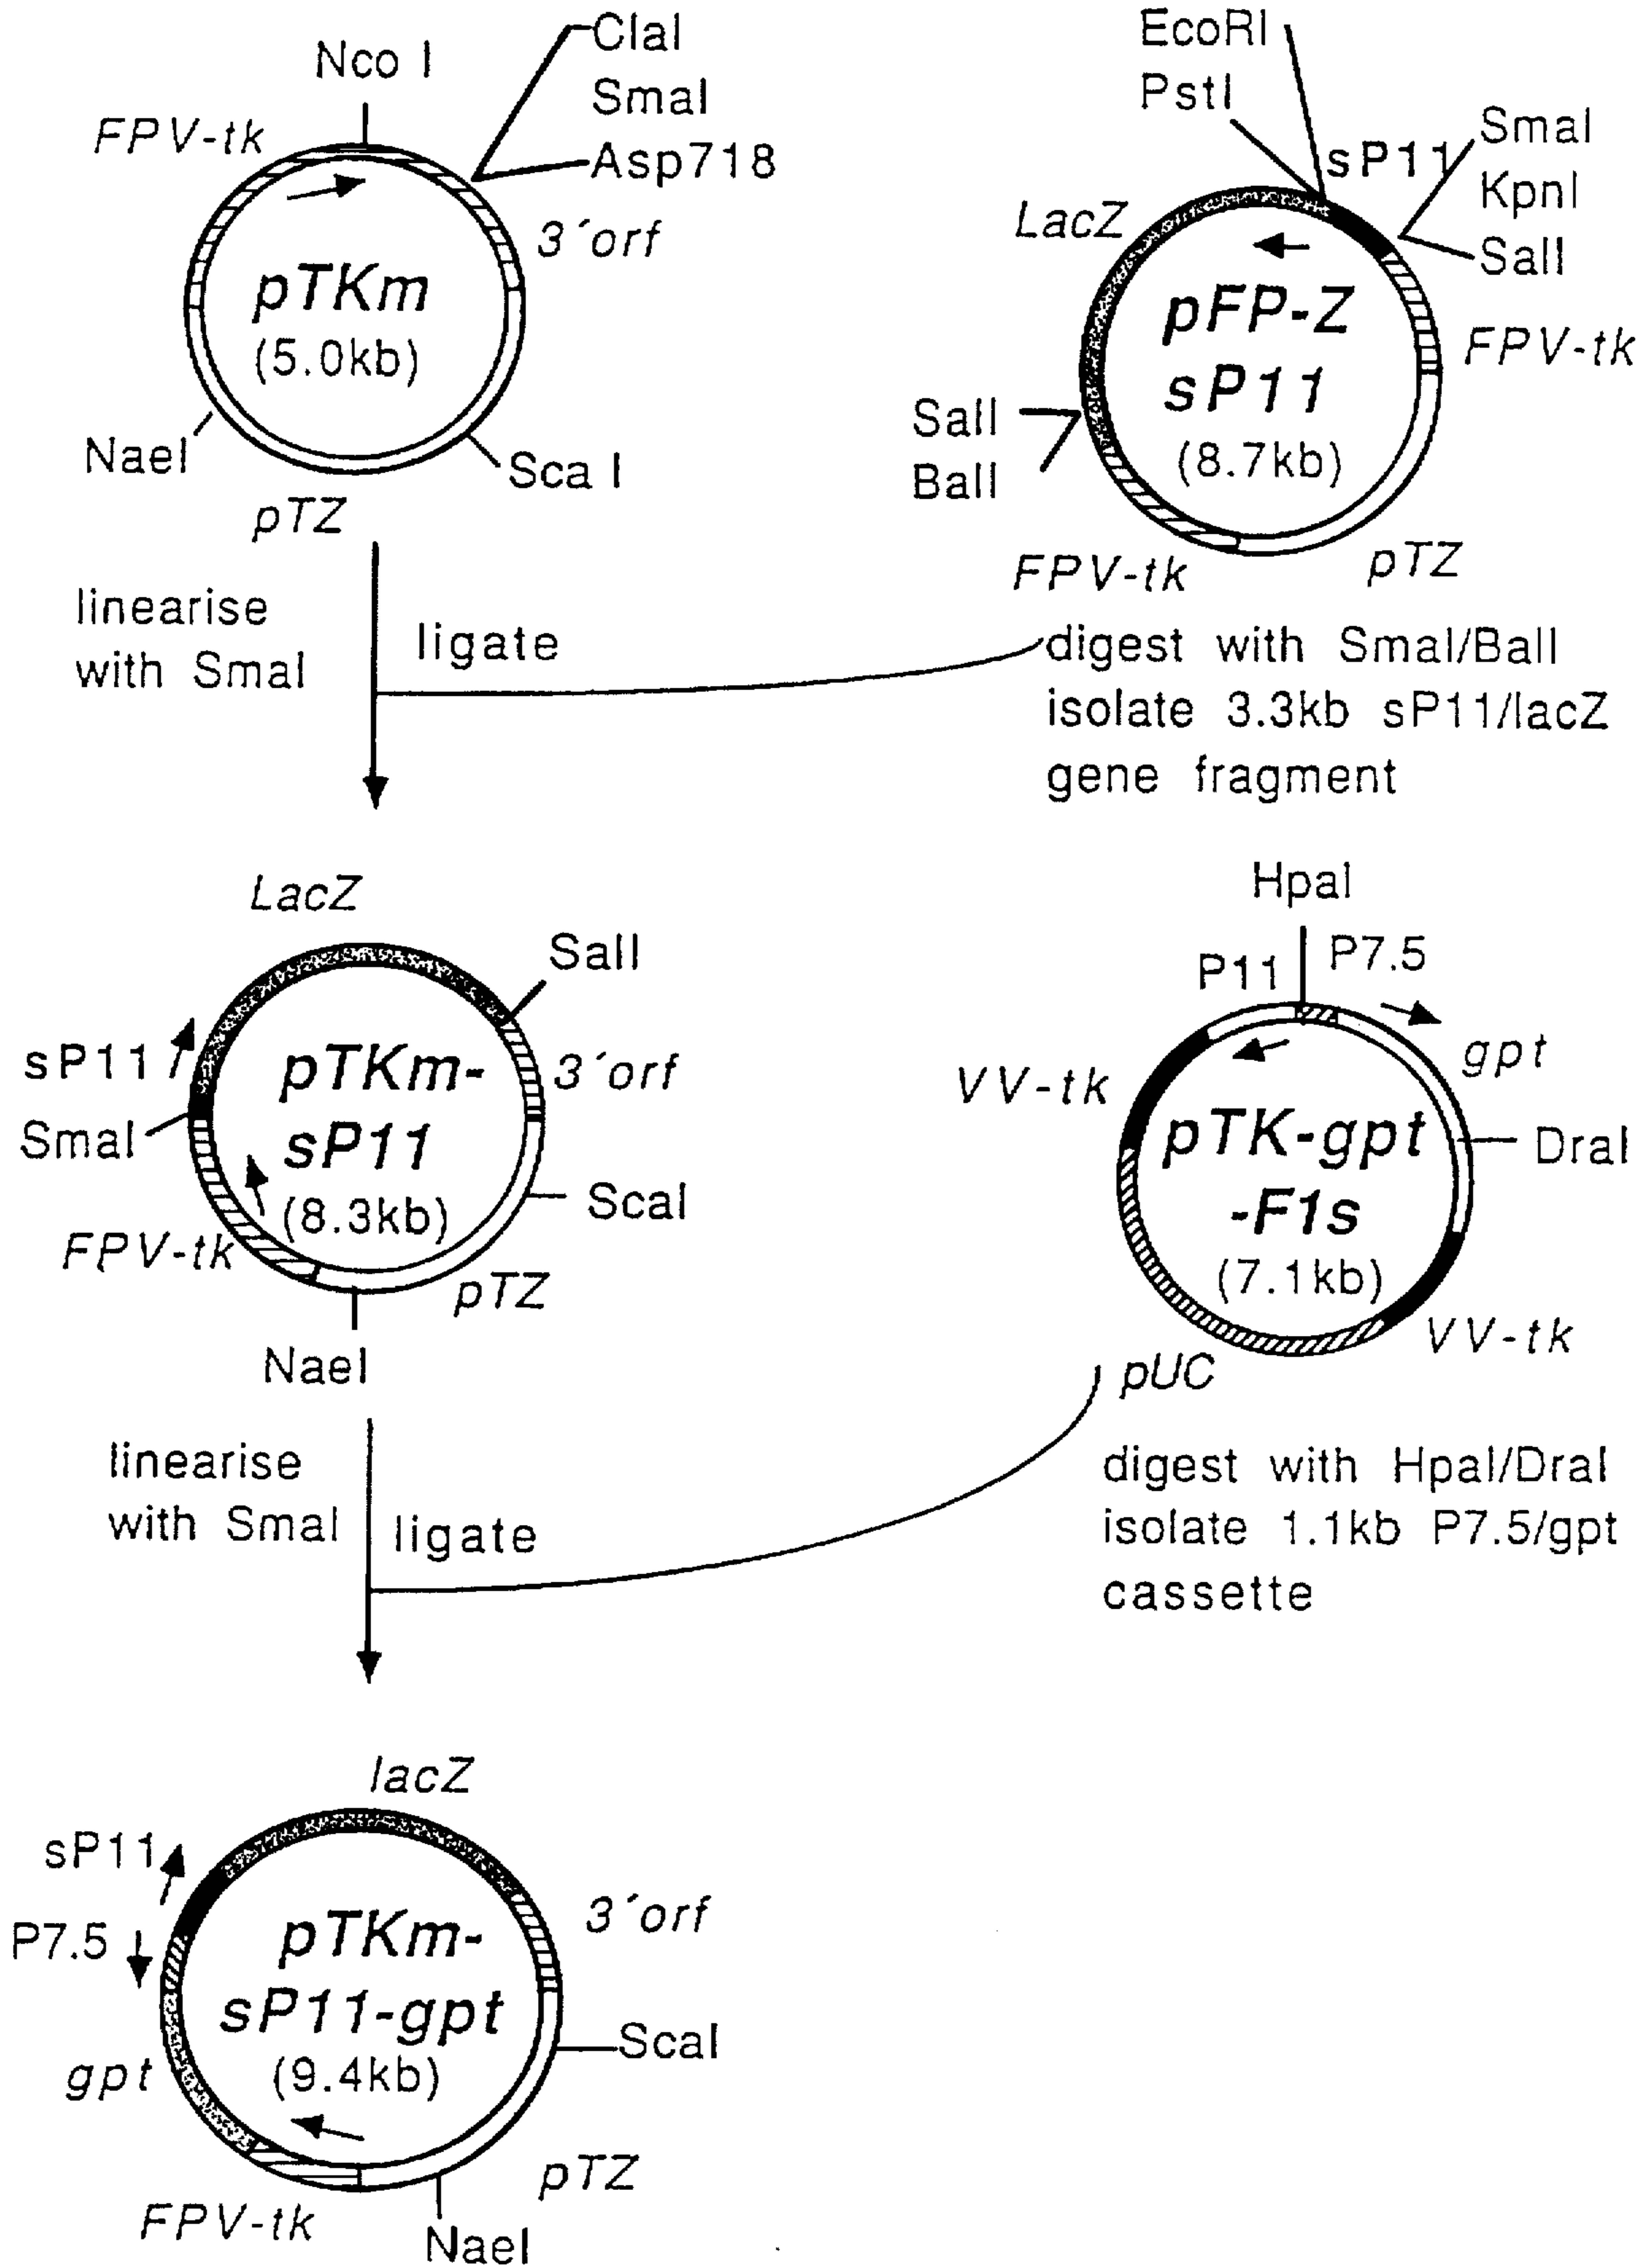 Nco I
ClaI
SmaI
Asp718
FPV-tk
3´orf
pTKm
(5.0kb)
NaeI
Sca I
pTZ
EcoRI
PstI
sP11
SmaI
KpnI
SalI
LacZ
pFP-Z
sP11
(8.7kb)
FPV-tk
SalI
BalI
FPV-tk
pTZ
linearise
with SmaI
ligate
digest with SmaI/BalI
isolate 3.3kb sP11/lacZ
gene fragment
LacZ
SalI
sP11
SmaI
pTKm-
sP11
(8.3kb)
3´orf
ScaI
FPV-tk
pTZ
NaeI
HpaI
P11
P7.5
gpt
VV-tk
pTK-gpt
-F1s
(7.1kb)
DraI
VV-tk
pUC
linearise
with SmaI
ligate
digest with HpaI/DraI
isolate 1.1kb P7.5/gpt
cassette
lacZ
sP11
P7.5
pTKm-
sP11-gpt
(9.4kb)
3´orf
ScaI
gpt
pTZ
FPV-tk
NaeI